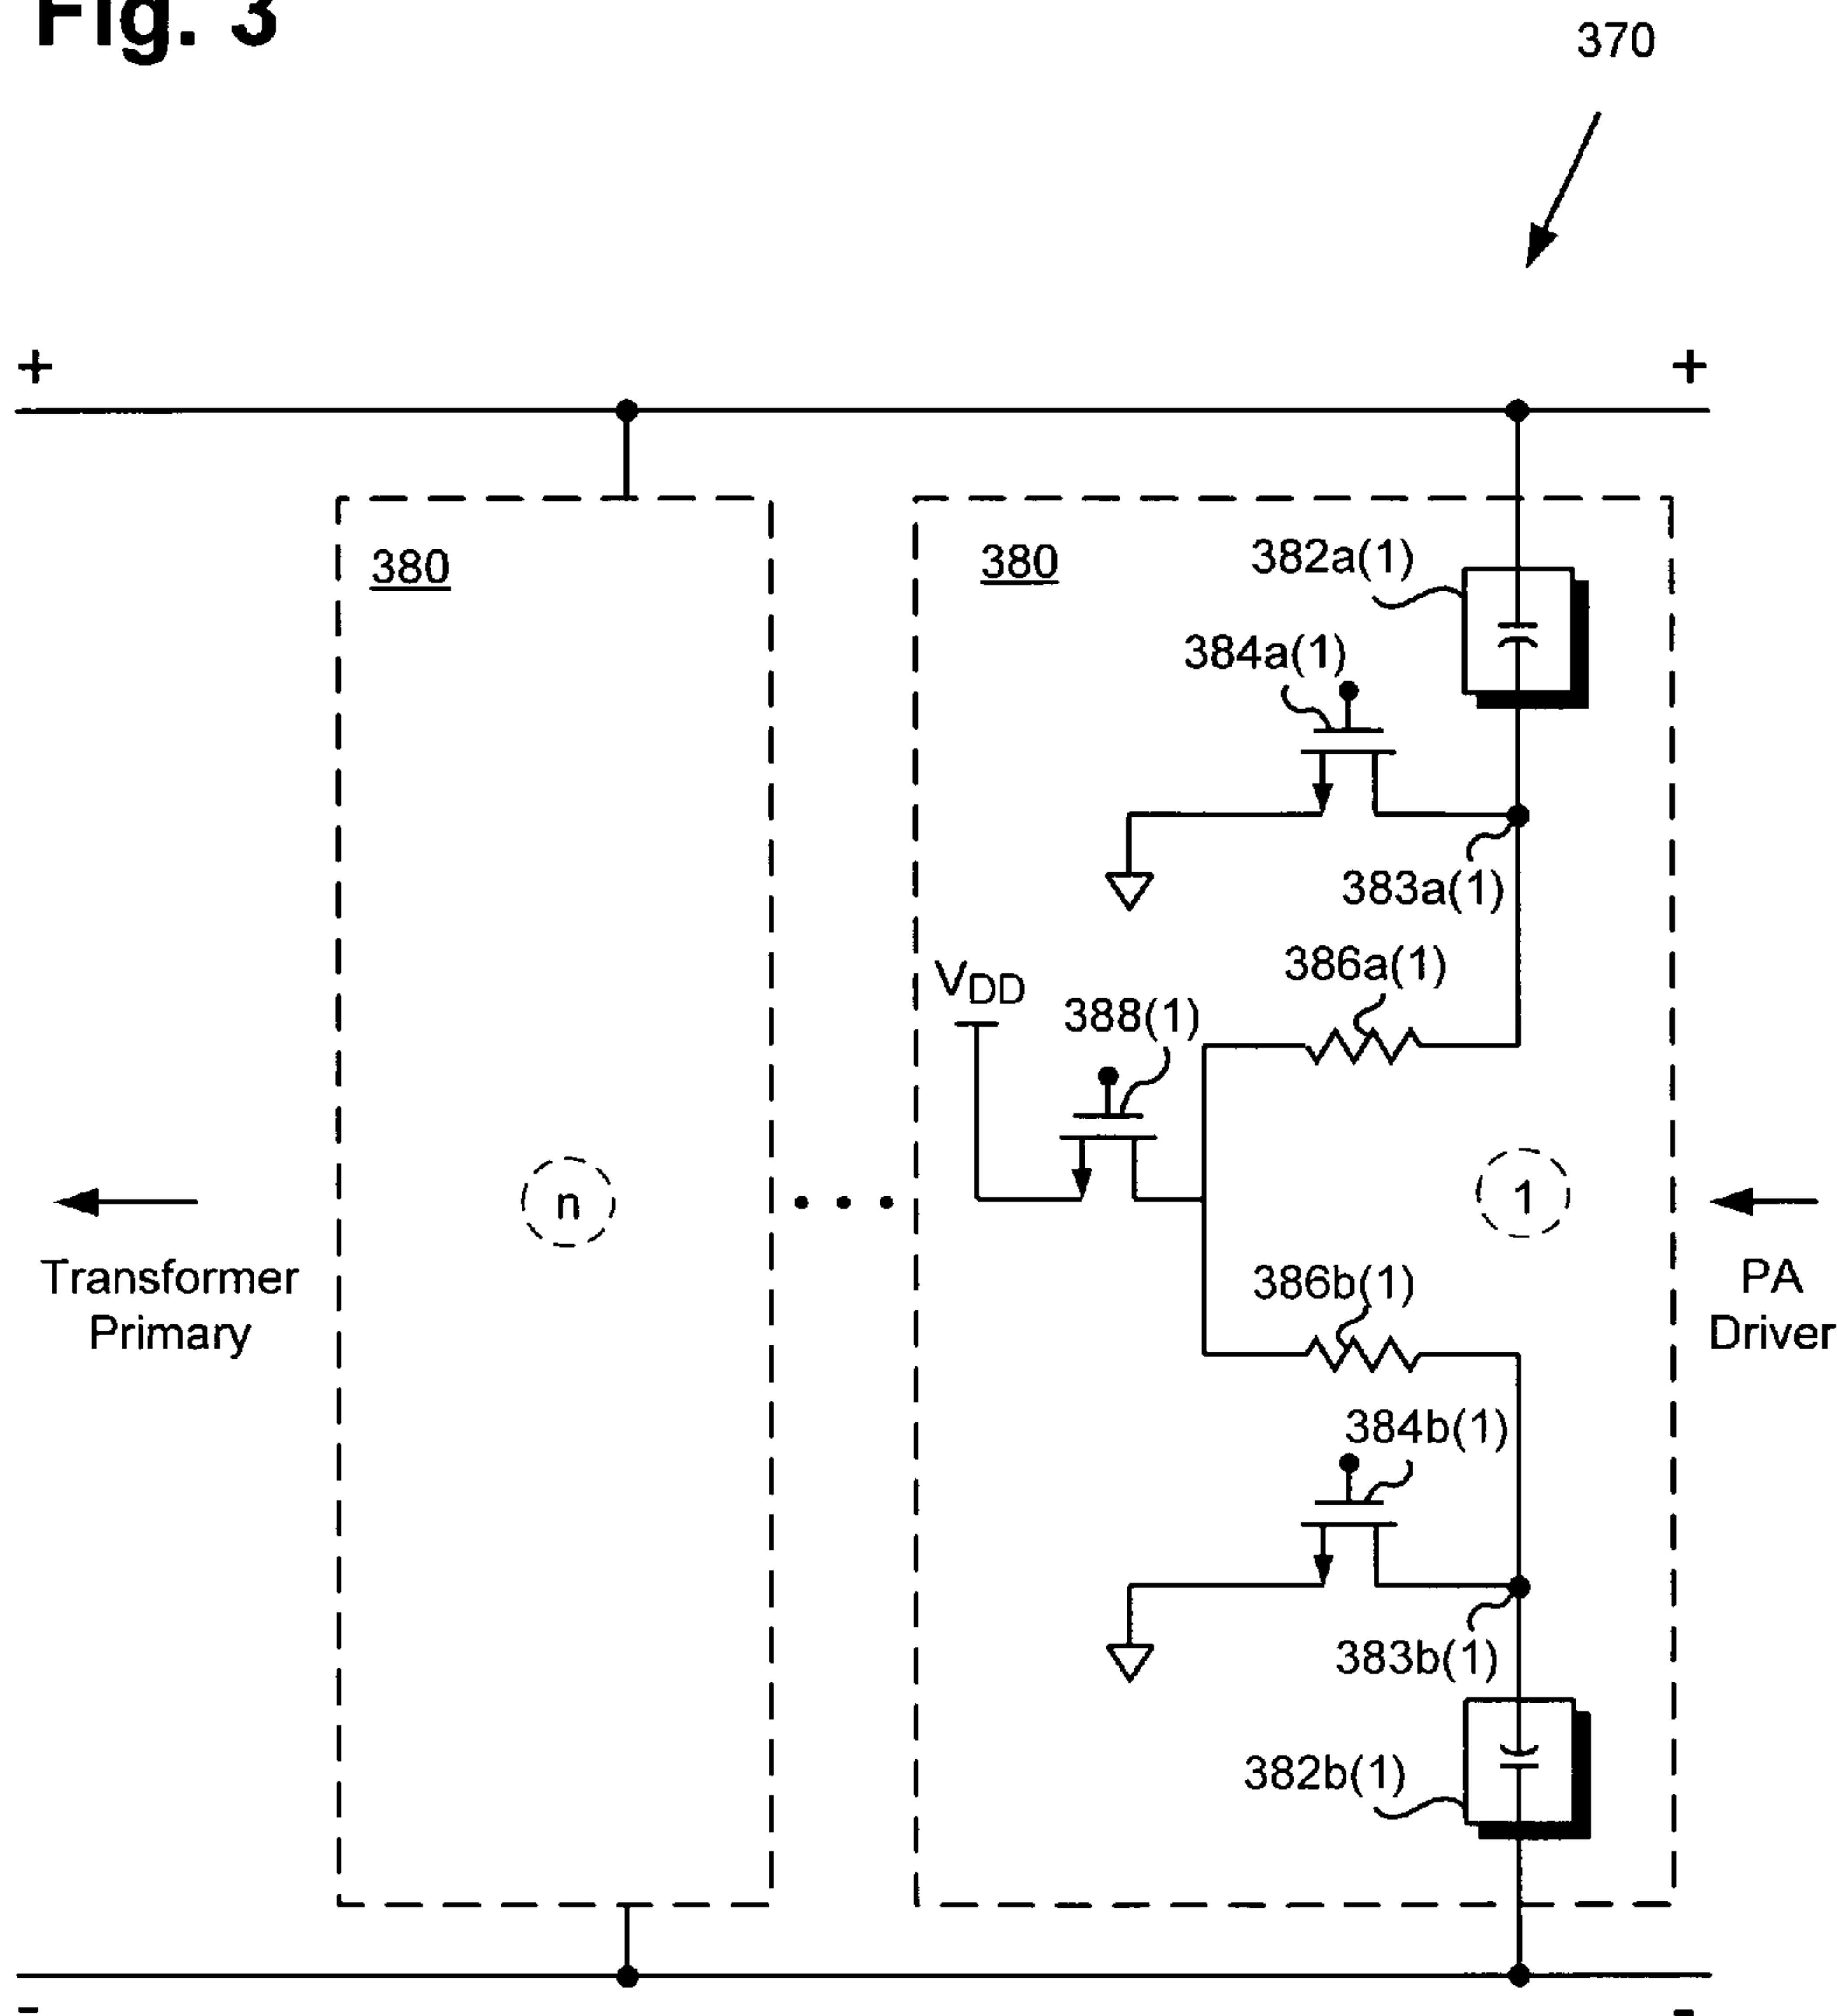 Fig. 3
370
+ +
380
380
382a(1)
384a(1)
383a(1)
386a(1)
VDD
388(1)
n
1
Transformer
Primary
PA
Driver
386b(1)
384b(1)
383b(1)
382b(1)
- -